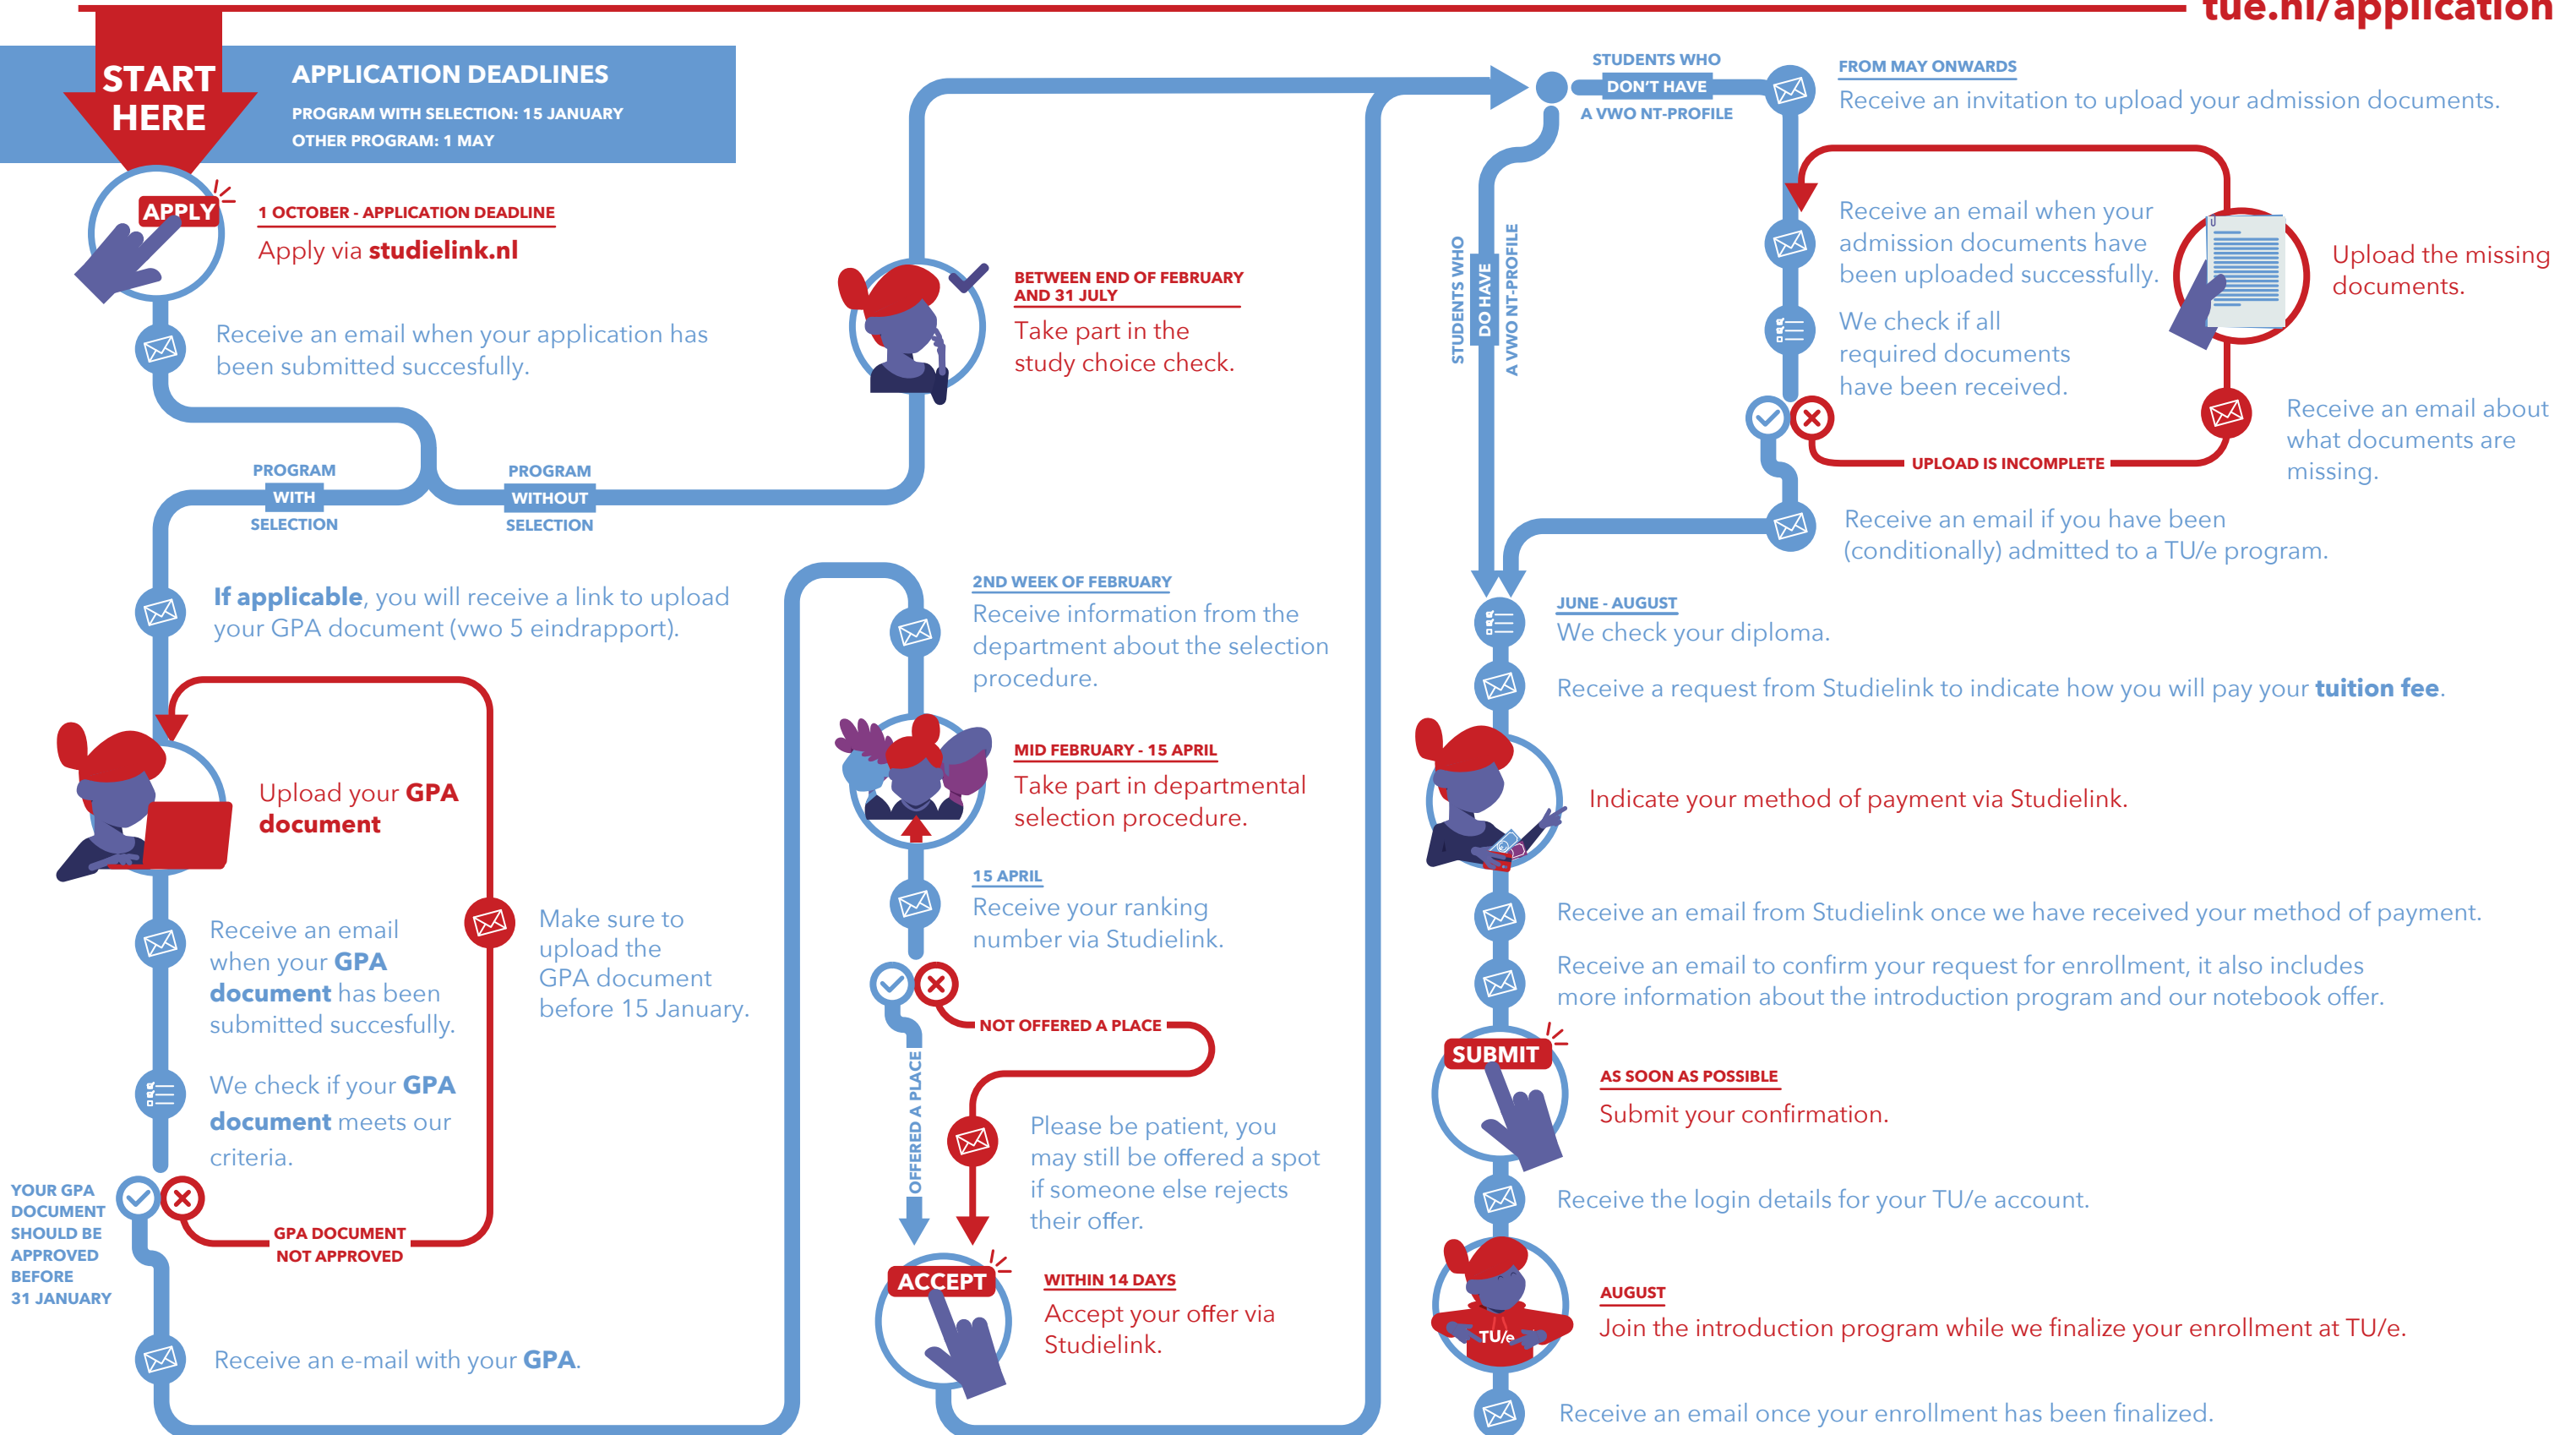 tue.nl/application
START
HERE
APPLICATION DEADLINES
PROGRAM WITH SELECTION: 15 JANUARY
OTHER PROGRAM: 1 MAY
APPLY
1 OCTOBER - APPLICATION DEADLINE
Apply via studielink.nl
Receive an email when your application has
been submitted succesfully.
PROGRAM
WITH
SELECTION
PROGRAM
WITHOUT
SELECTION
If applicable, you will receive a link to upload
your GPA document (vwo 5 eindrapport).
Upload your GPA
document
Receive an email
when your GPA
document has been
submitted succesfully.
Make sure to
upload the
GPA document
before 15 January.
We check if your GPA
document meets our
criteria.
YOUR GPA
DOCUMENT
SHOULD BE
APPROVED
BEFORE
31 JANUARY
GPA DOCUMENT
NOT APPROVED
Receive an e-mail with your GPA.
BETWEEN END OF FEBRUARY
AND 31 JULY
Take part in the
study choice check.
2ND WEEK OF FEBRUARY
Receive information from the
department about the selection
procedure.
MID FEBRUARY - 15 APRIL
Take part in departmental
selection procedure.
15 APRIL
Receive your ranking
number via Studielink.
NOT OFFERED A PLACE
OFFERED A PLACE
Please be patient, you
may still be offered a spot
if someone else rejects
their offer.
ACCEPT
WITHIN 14 DAYS
Accept your offer via
Studielink.
STUDENTS WHO
DON'T HAVE
A VWO NT-PROFILE
STUDENTS WHO
DO HAVE
A VWO NT-PROFILE
FROM MAY ONWARDS
Receive an invitation to upload your admission documents.
Receive an email when your
admission documents have
been uploaded successfully.
Upload the missing
documents.
We check if all
required documents
have been received.
Receive an email about
what documents are
missing.
UPLOAD IS INCOMPLETE
Receive an email if you have been
(conditionally) admitted to a TU/e program.
JUNE - AUGUST
We check your diploma.
Receive a request from Studielink to indicate how you will pay your tuition fee.
Indicate your method of payment via Studielink.
Receive an email from Studielink once we have received your method of payment.
Receive an email to confirm your request for enrollment, it also includes
more information about the introduction program and our notebook offer.
SUBMIT
AS SOON AS POSSIBLE
Submit your confirmation.
Receive the login details for your TU/e account.
AUGUST
Join the introduction program while we finalize your enrollment at TU/e.
TU/e
Receive an email once your enrollment has been finalized.